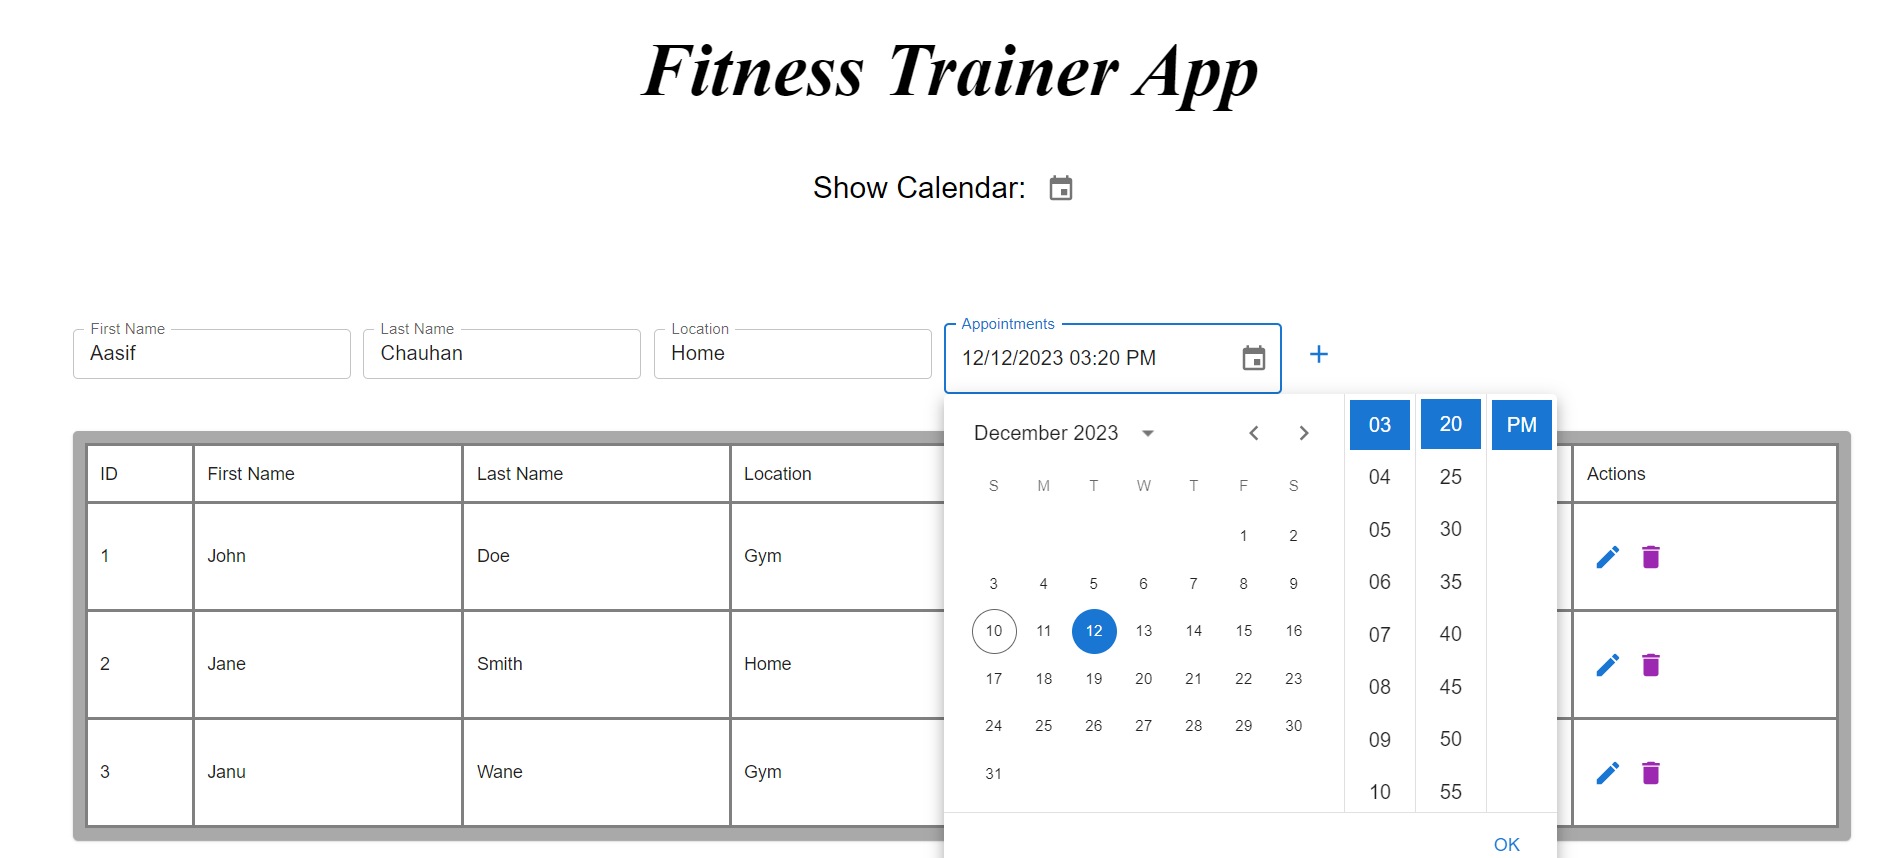 Fitness Trainer App
Show Calendar:
First Name
Last Name
Location
Appointments
Aasif
Chauhan
Home
12/12/2023 03:20 PM
+
ID
First Name
Last Name
Location
Actions
1
John
Doe
Gym
2
Jane
Smith
Home
3
Janu
Wane
Gym
December 2023
S M T W T F S
1 2
3 4 5 6 7 8 9
10 11 12 13 14 15 16
17 18 19 20 21 22 23
24 25 26 27 28 29 30
31
03 20 PM
04 25
05 30
06 35
07 40
08 45
09 50
10 55
OK